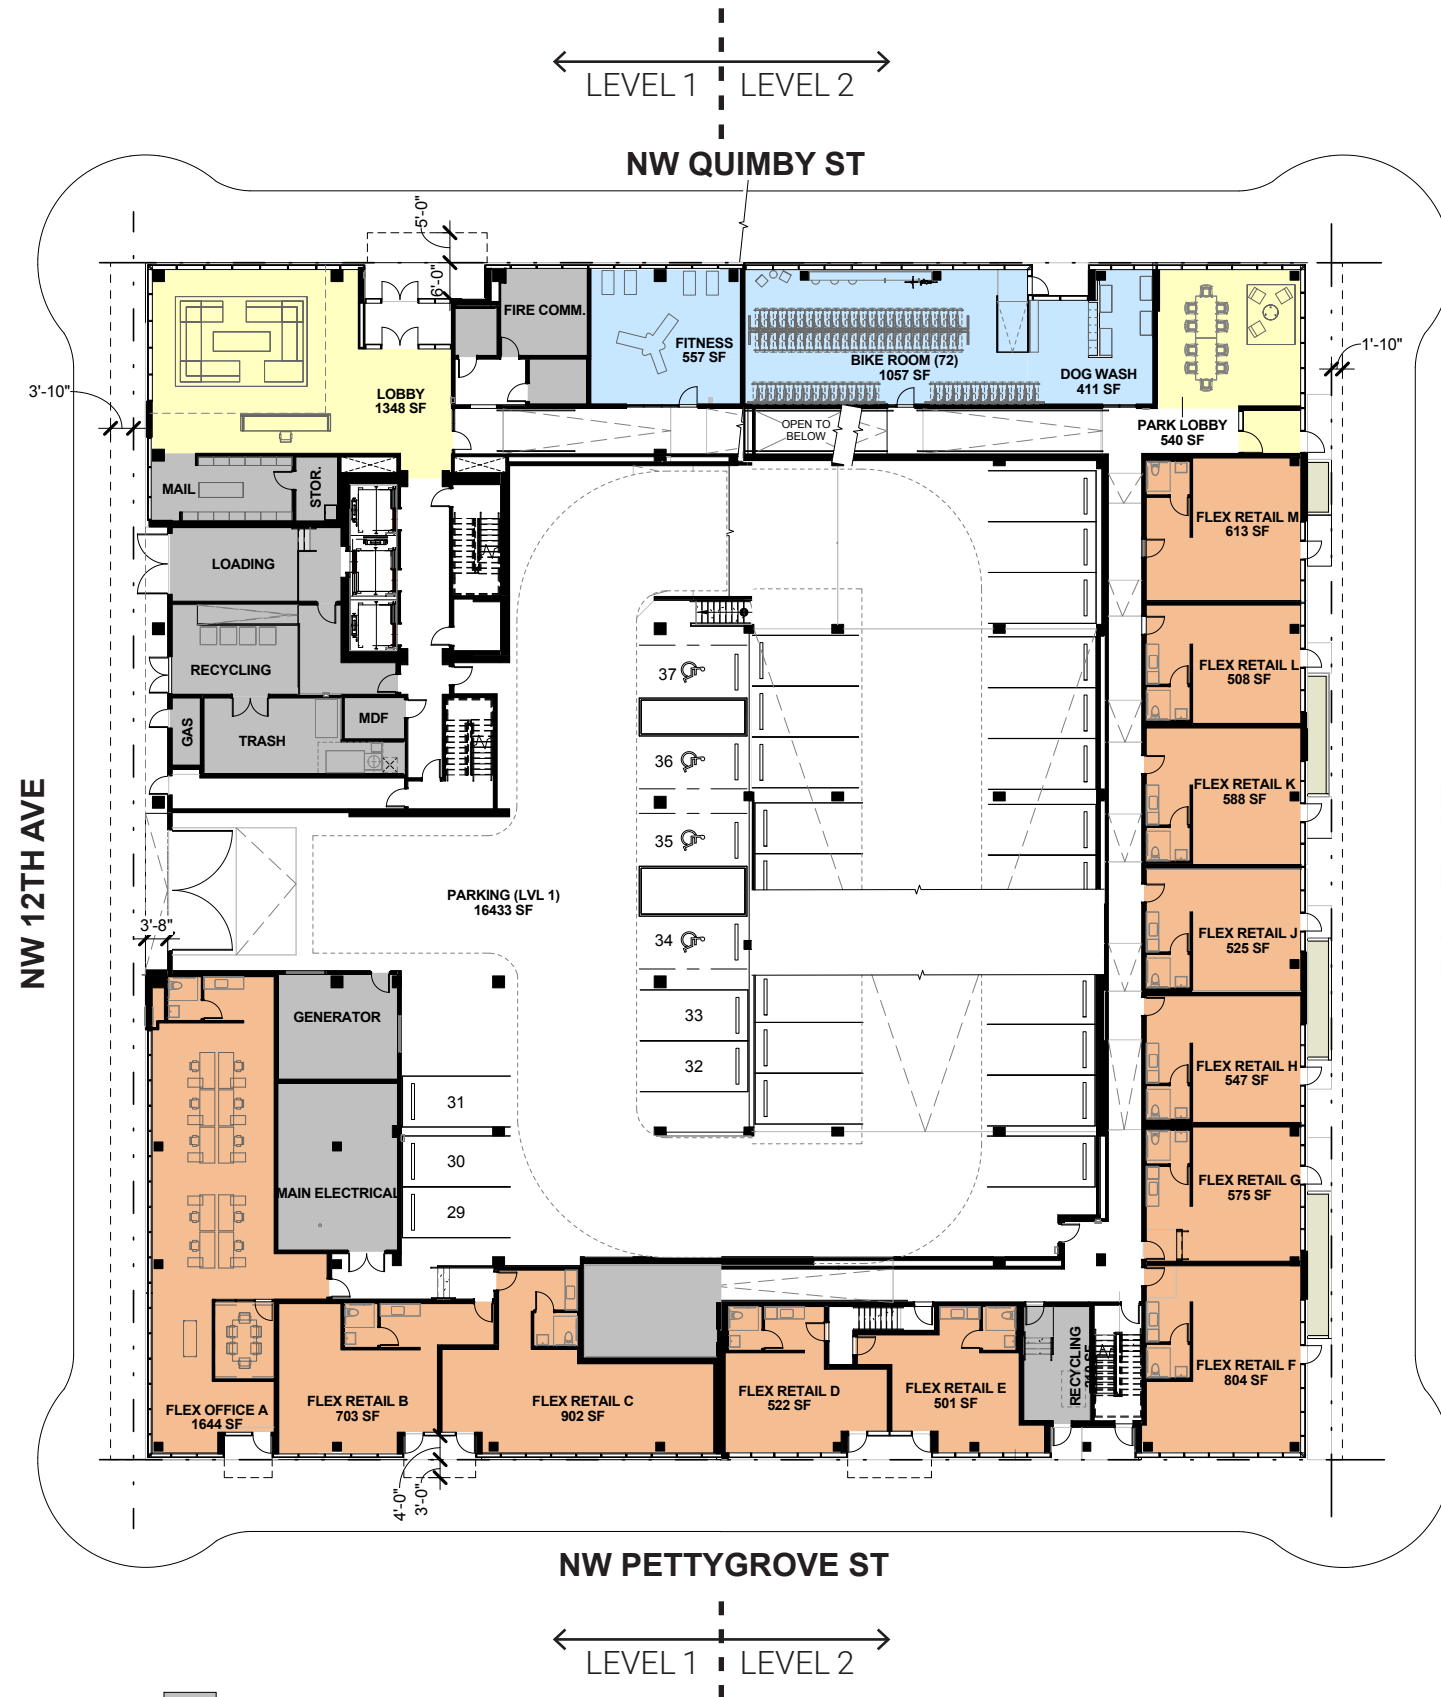 LEVEL 1
LEVEL 2
NW QUIMBY ST
5'-0"
6'-0"
FIRE COMM.
FITNESS
557 SF
BIKE ROOM (72)
1057 SF
DOG WASH
411 SF
1'-10"
3'-10"
LOBBY
1348 SF
OPEN TO
BELOW
PARK LOBBY
540 SF
MAIL
STOR.
FLEX RETAIL M
613 SF
LOADING
RECYCLING
37
FLEX RETAIL L
508 SF
GAS
TRASH
MDF
36
FLEX RETAIL K
588 SF
NW 12TH AVE
35
PARKING (LVL 1)
16433 SF
3'-8"
34
FLEX RETAIL J
525 SF
GENERATOR
33
32
FLEX RETAIL H
547 SF
31
30
MAIN ELECTRICAL
29
FLEX RETAIL G
575 SF
FLEX OFFICE A
1644 SF
FLEX RETAIL B
703 SF
FLEX RETAIL C
902 SF
FLEX RETAIL D
522 SF
FLEX RETAIL E
501 SF
RECYCLING
FLEX RETAIL F
804 SF
4'-0"
3'-0"
NW PETTYGROVE ST
LEVEL 1
LEVEL 2